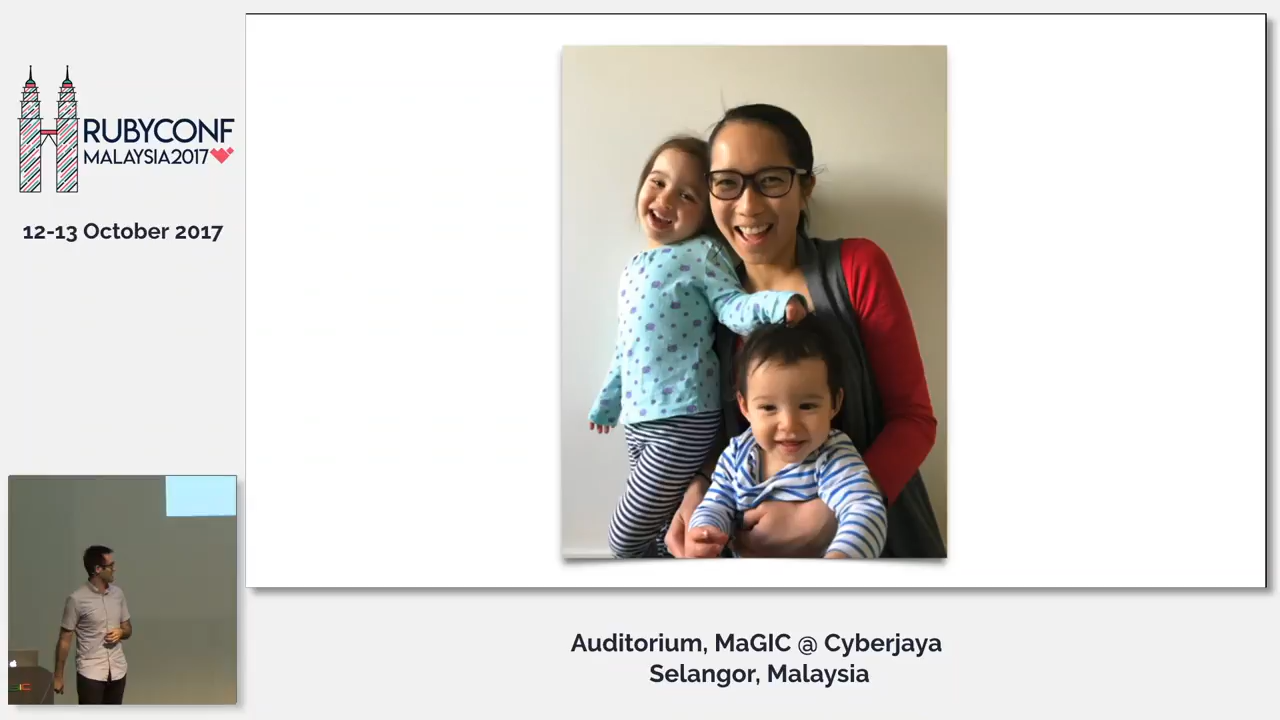 RUBYCONF
MALAYSIA2017
12-13 October 2017
Auditorium, MaGIC @ Cyberjaya
Selangor, Malaysia